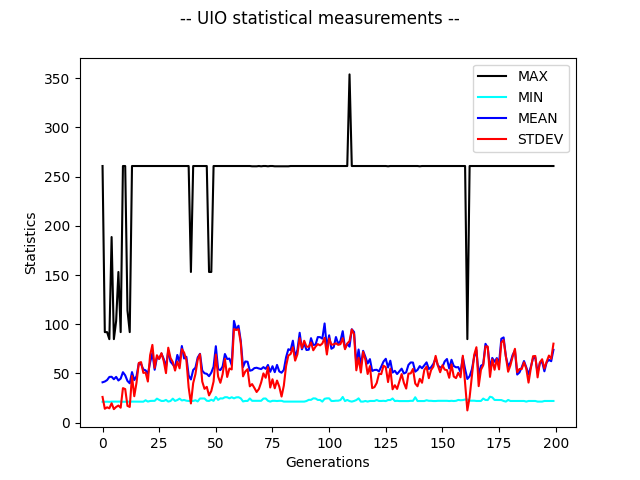 -- UIO statistical measurements --
MAX
MIN
MEAN
STDEV
Statistics
350
300
250
200
150
100
50
0
0 25 50 75 100 125 150 175 200
Generations